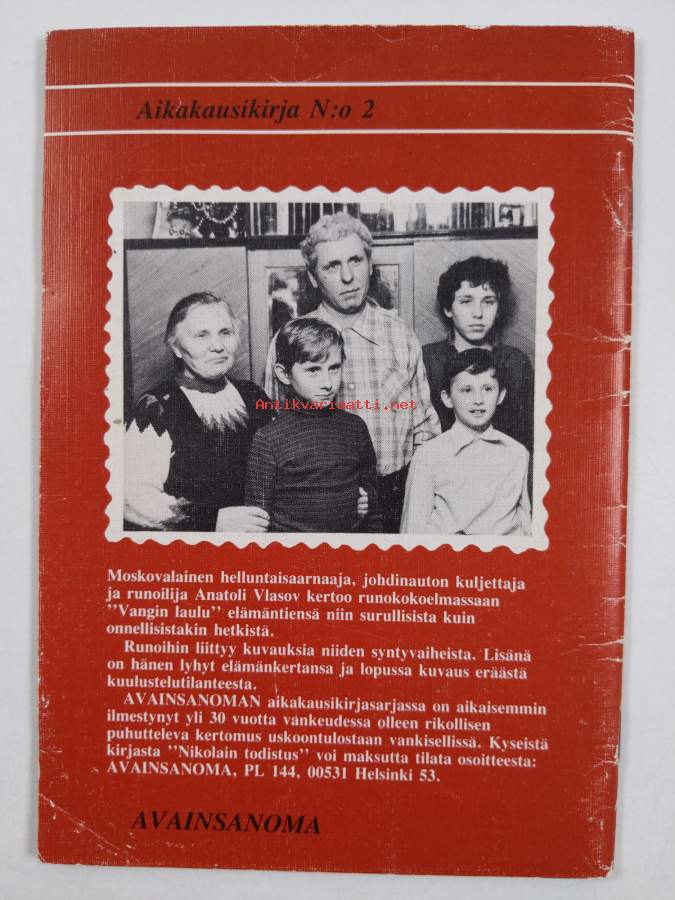 Aikakausikirja N:o 2
Antikvariaatti.net
Moskovalainen helluntaisaarnaaja, johdinauton kuljettaja
ja runoilija Anatoli Vlasov kertoo runokokoelmassaan
"Vangin laulu" elämäntiensä niin surullisista kuin
onnellisistakin hetkistä.
Runoihin liittyy kuvauksia niiden syntyvaiheista. Lisänä
on hänen lyhyt elämänkertansa ja lopussa kuvaus eräästä
kuulustelutilanteesta.
AVAINSANOMAN aikakausikirjasarjassa on aikaisemmin
ilmestynyt yli 30 vuotta vankeudessa olleen rikollisen
puhutteleva kertomus uskoontulostaan vankisellissä. Kyseistä
kirjasta "Nikolain todistus" voi maksutta tilata osoitteesta:
AVAINSANOMA, PL 144, 00531 Helsinki 53.
AVAINSANOMA